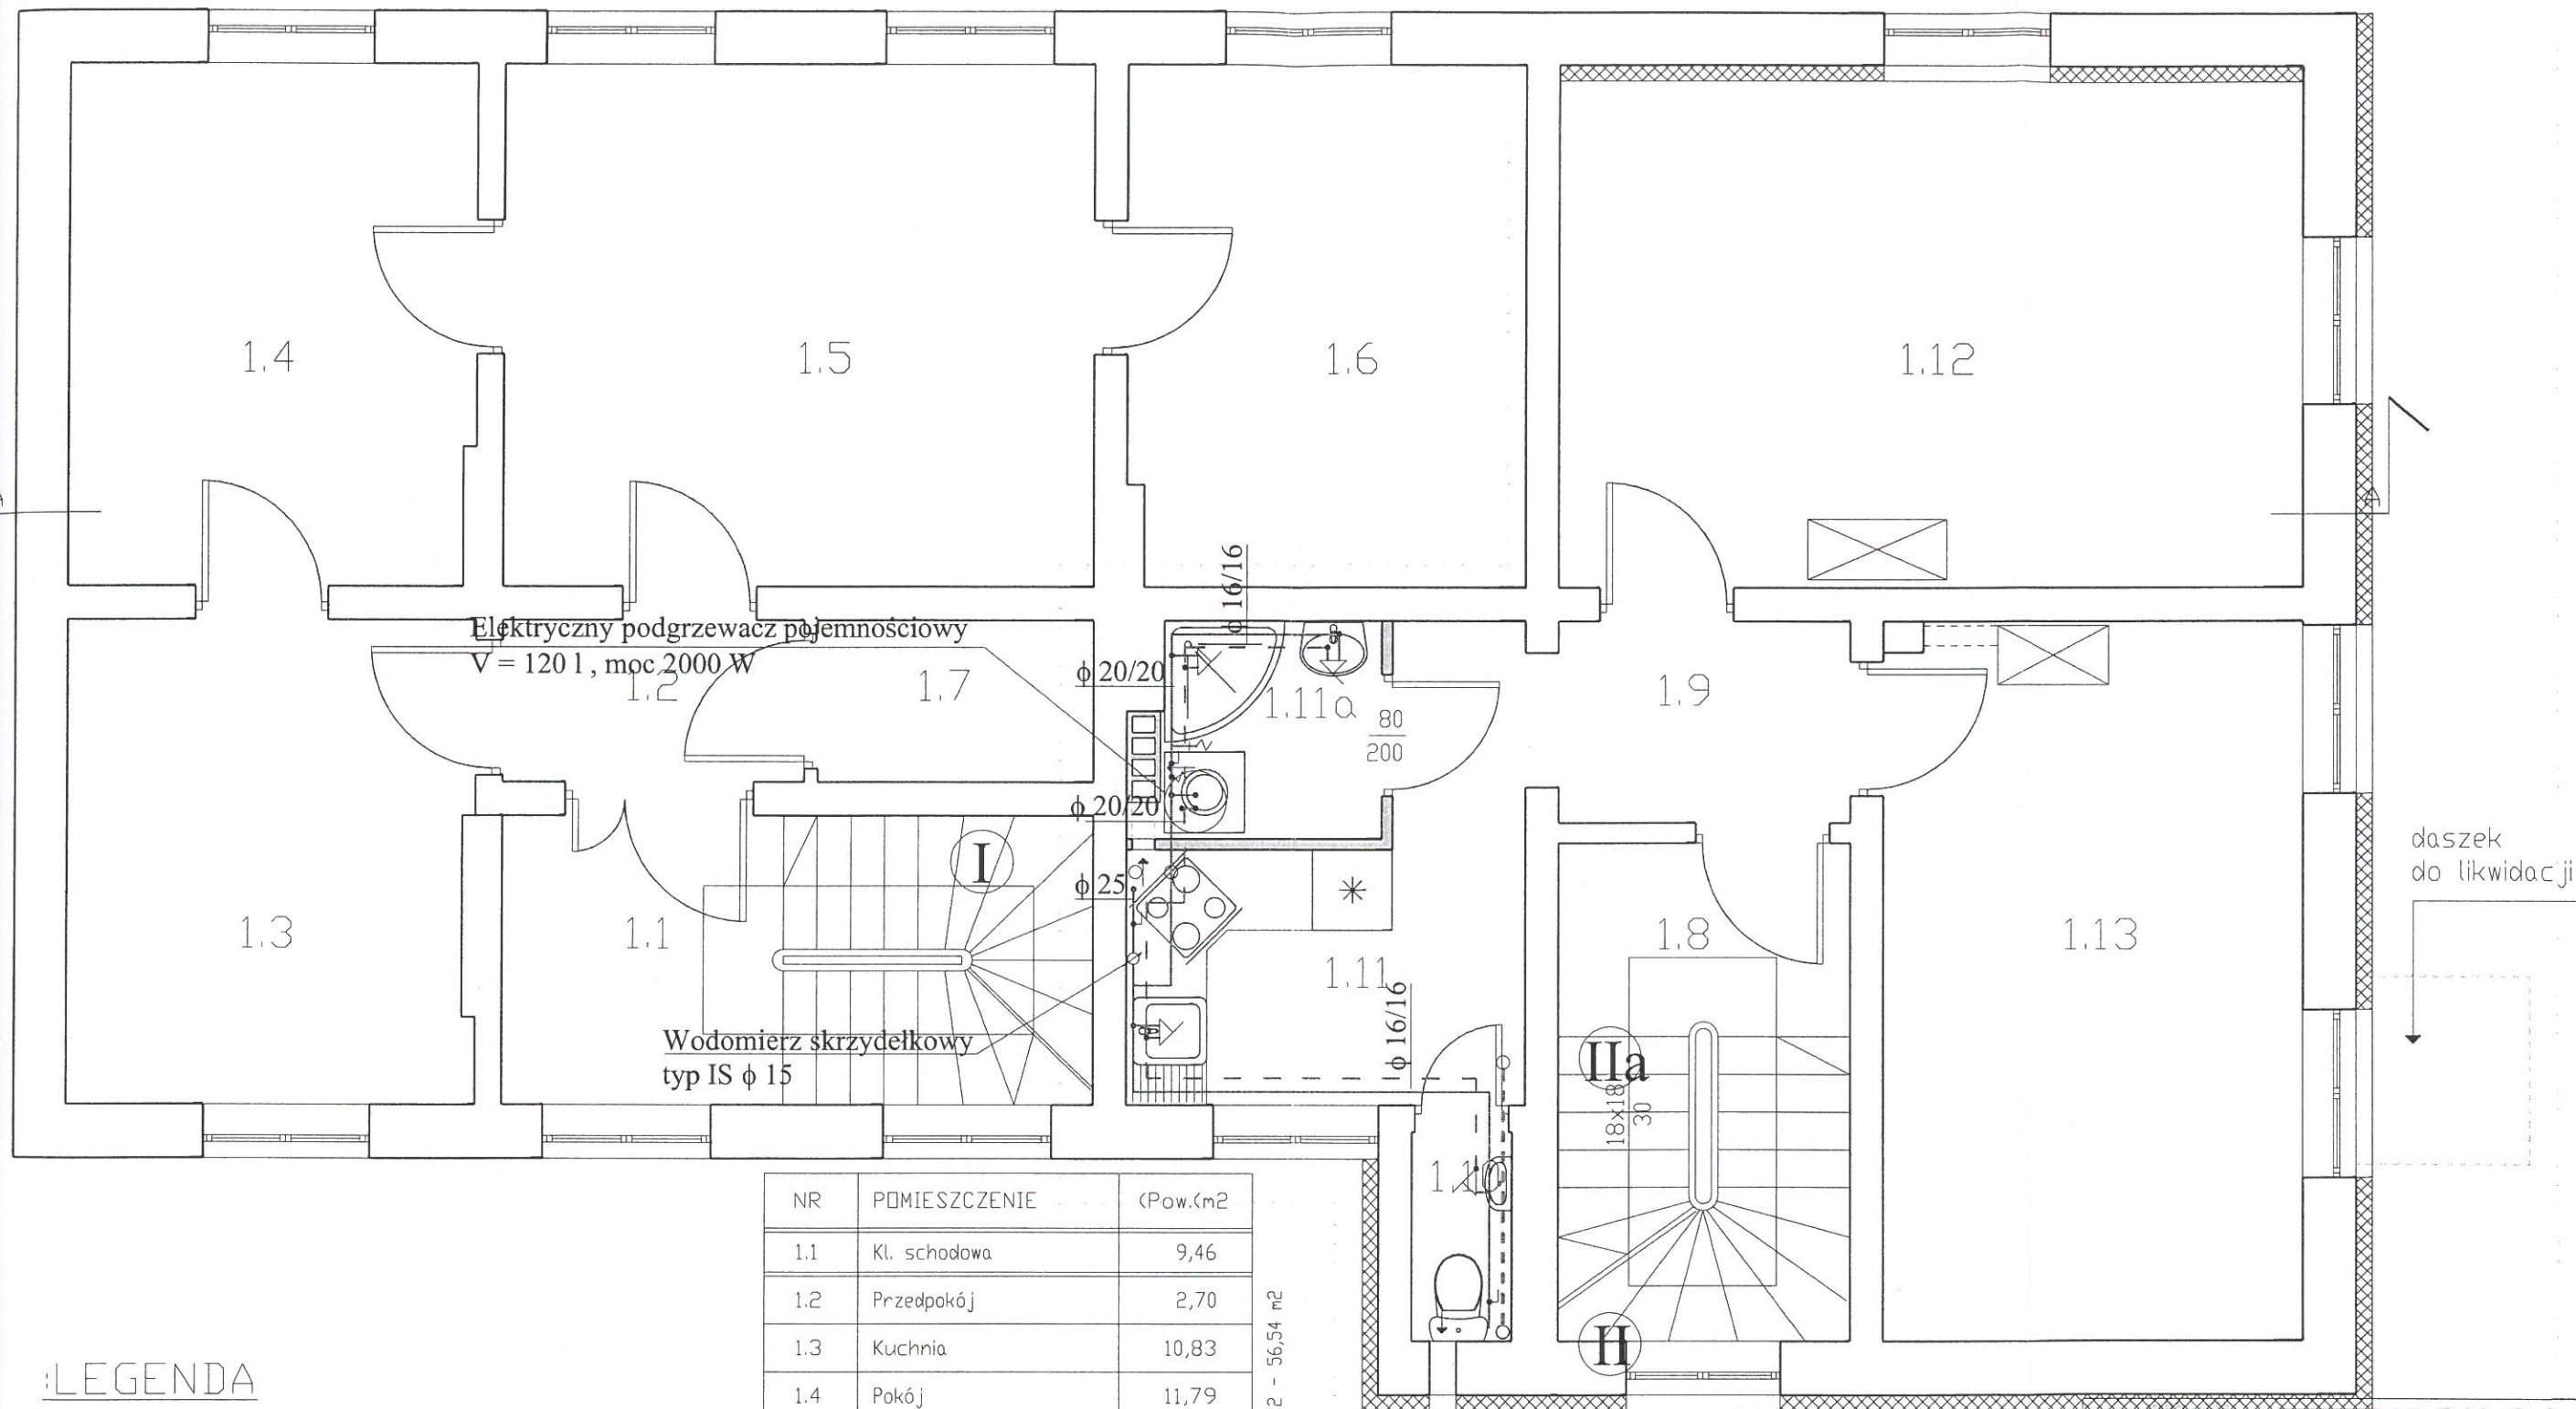 1.4
1.5
1.6
1.12
A
Elektryczny podgrzewacz pojemnościowy
V = 120 l , moc 2000 W
1.2
1.7
ϕ 16/16
ϕ 20/20
1.11a
80
200
1.9
ϕ 20/20
ϕ 25
I
1.3
1.1
1.11
1.8
1.13
daszek
do likwidacji
Wodomierz skrzydełkowy
typ IS ϕ 15
ϕ 16/16
IIa
18x18
30
II
NR POMIESZCZENIE (Pow.(m2
1.1 Kl. schodowa 9,46
1.2 Przedpokój 2,70
1.3 Kuchnia 10,83
1.4 Pokój 11,79
2 - 56,54 m2
:LEGENDA